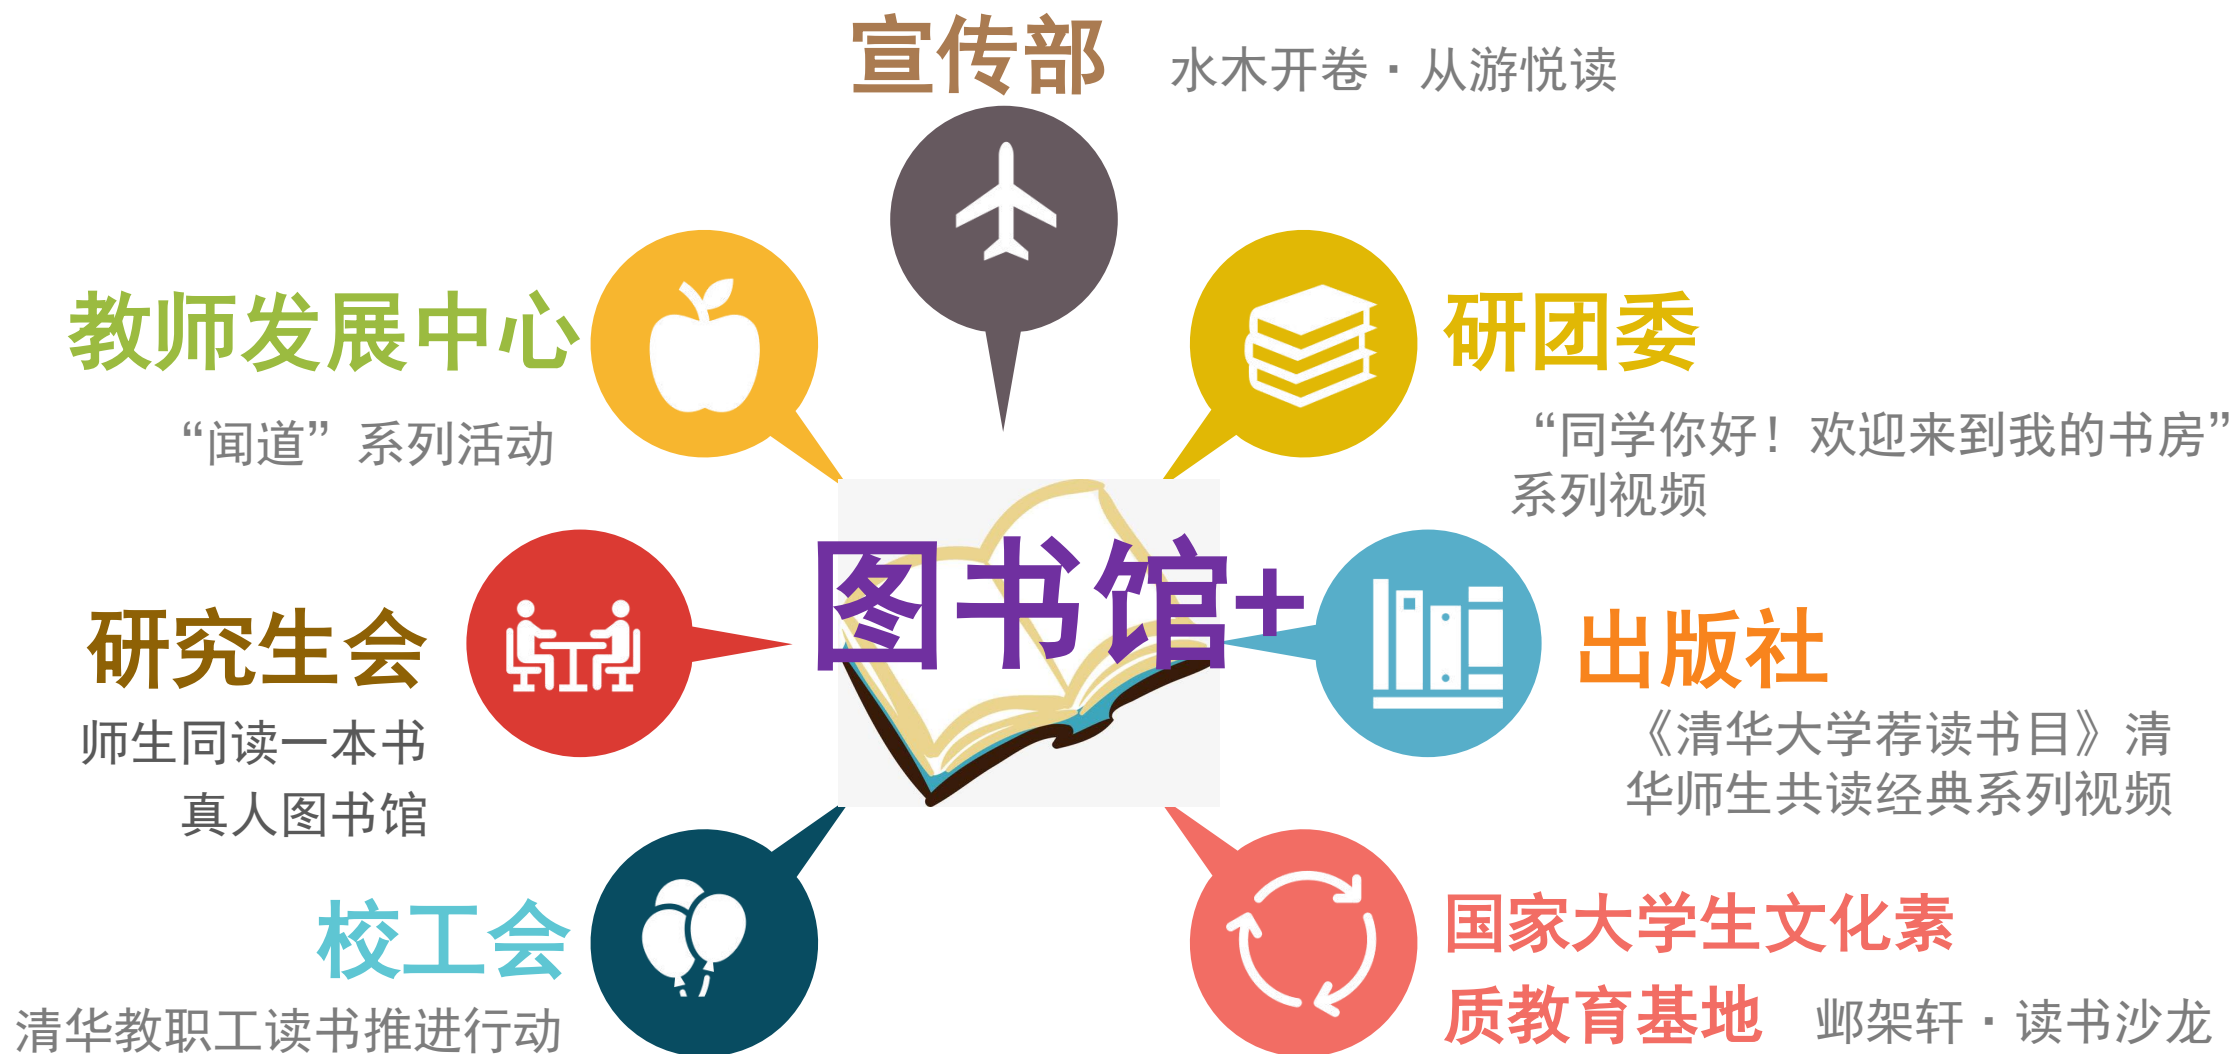 宣传部
水木开卷·从游悦读
教师发展中心
“闻道”系列活动
研团委
“同学你好！欢迎来到我的书房”
系列视频
图书馆+
研究生会
师生同读一本书
真人图书馆
出版社
《清华大学荐读书目》清
华师生共读经典系列视频
校工会
清华教职工读书推进行动
国家大学生文化素
质教育基地
邺架轩·读书沙龙